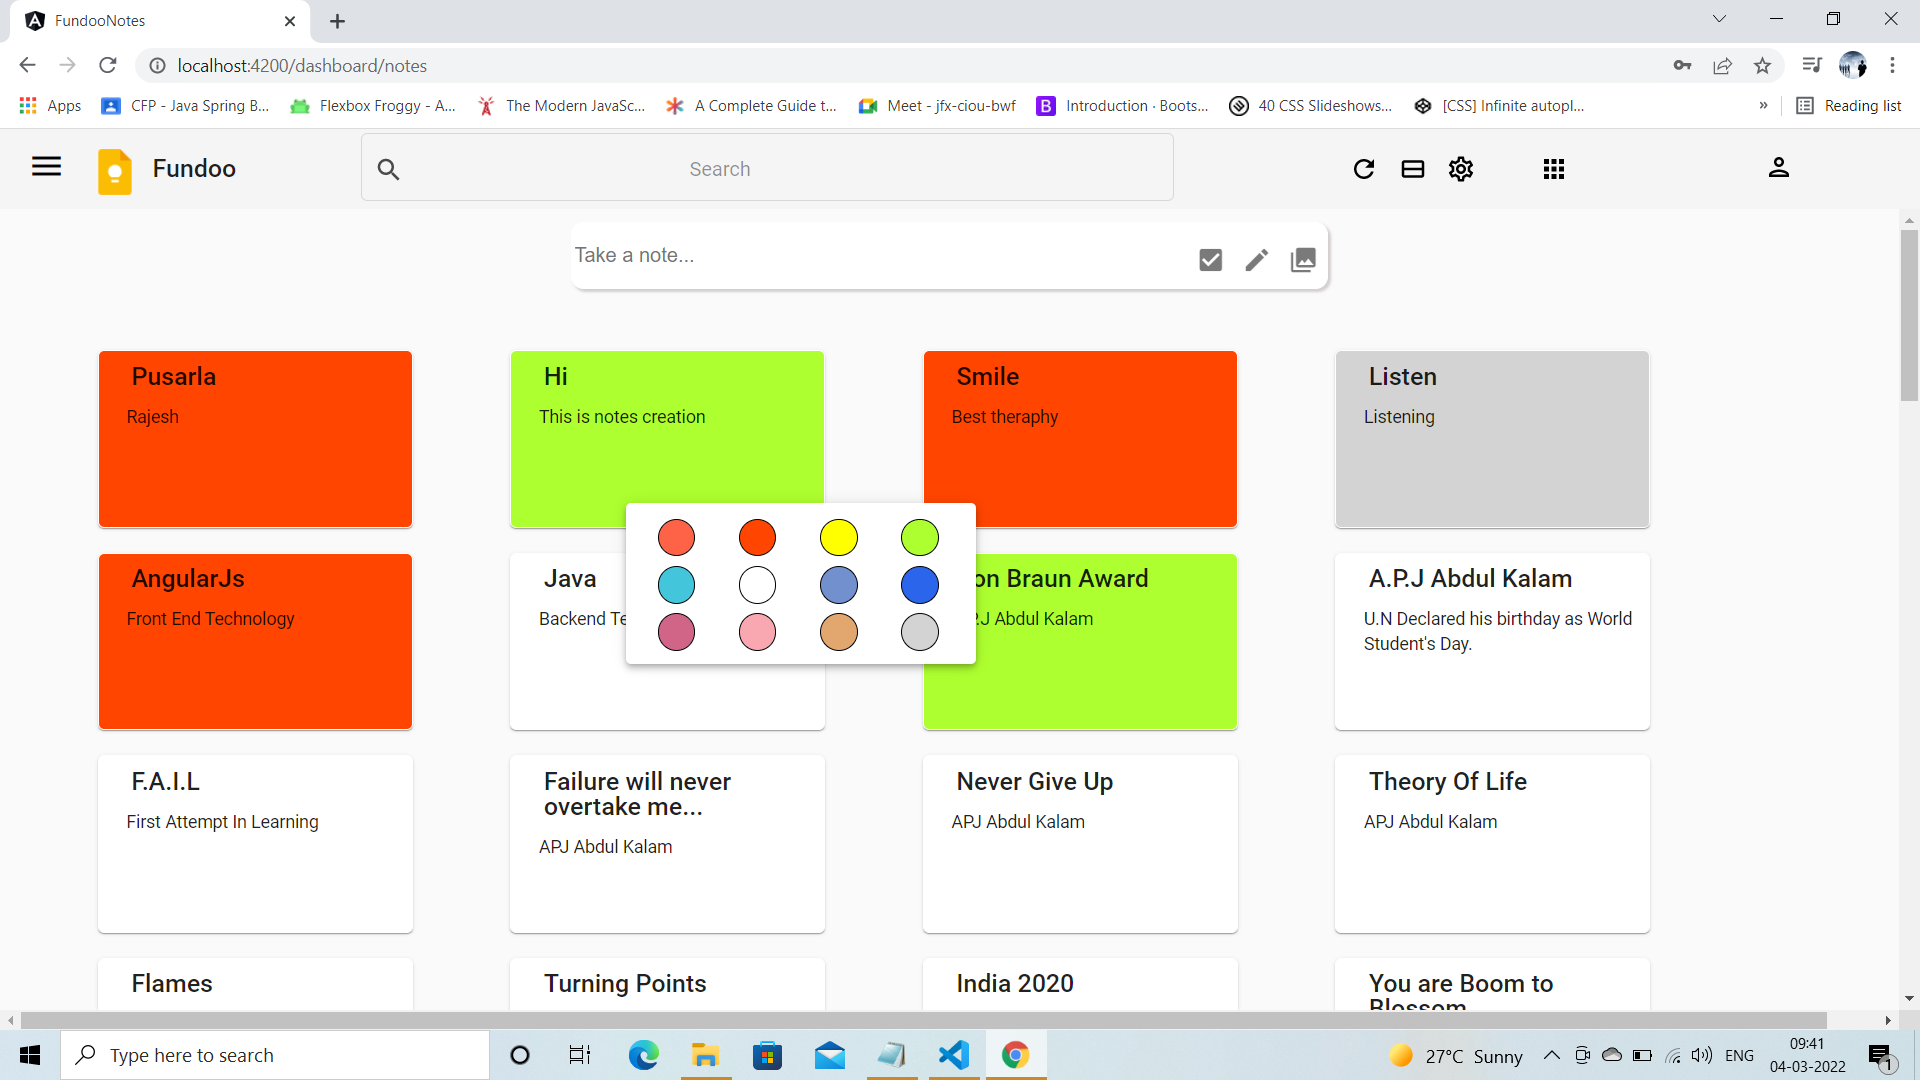 FundooNotes
localhost:4200/dashboard/notes
Apps
CFP - Java Spring B...
Flexbox Froggy - A...
The Modern JavaSc...
A Complete Guide t...
Meet - jfx-ciou-bwf
B
Introduction · Boots...
40 CSS Slideshows...
[CSS] Infinite autopl...
»
Reading list
Fundoo
Search
Take a note...
Pusarla
Rajesh
Hi
This is notes creation
Smile
Best theraphy
Listen
Listening
AngularJs
Front End Technology
Java
Backend Te
on Braun Award
J Abdul Kalam
A.P.J Abdul Kalam
U.N Declared his birthday as World
Student's Day.
F.A.I.L
First Attempt In Learning
Failure will never
overtake me...
APJ Abdul Kalam
Never Give Up
APJ Abdul Kalam
Theory Of Life
APJ Abdul Kalam
Flames
Turning Points
India 2020
You are Boom to
Blossom
Type here to search
27°C Sunny
ENG
09:41
04-03-2022
1